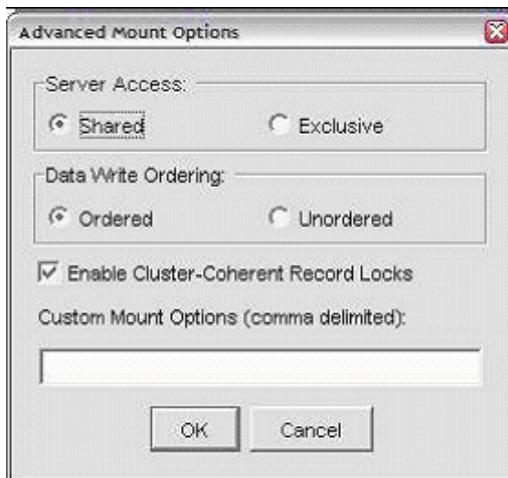 Advanced Mount Options
Server Access:
Shared Exclusive
Data Write Ordering:
Ordered Unordered
Enable Cluster-Coherent Record Locks
Custom Mount Options (comma delimited):
OK Cancel